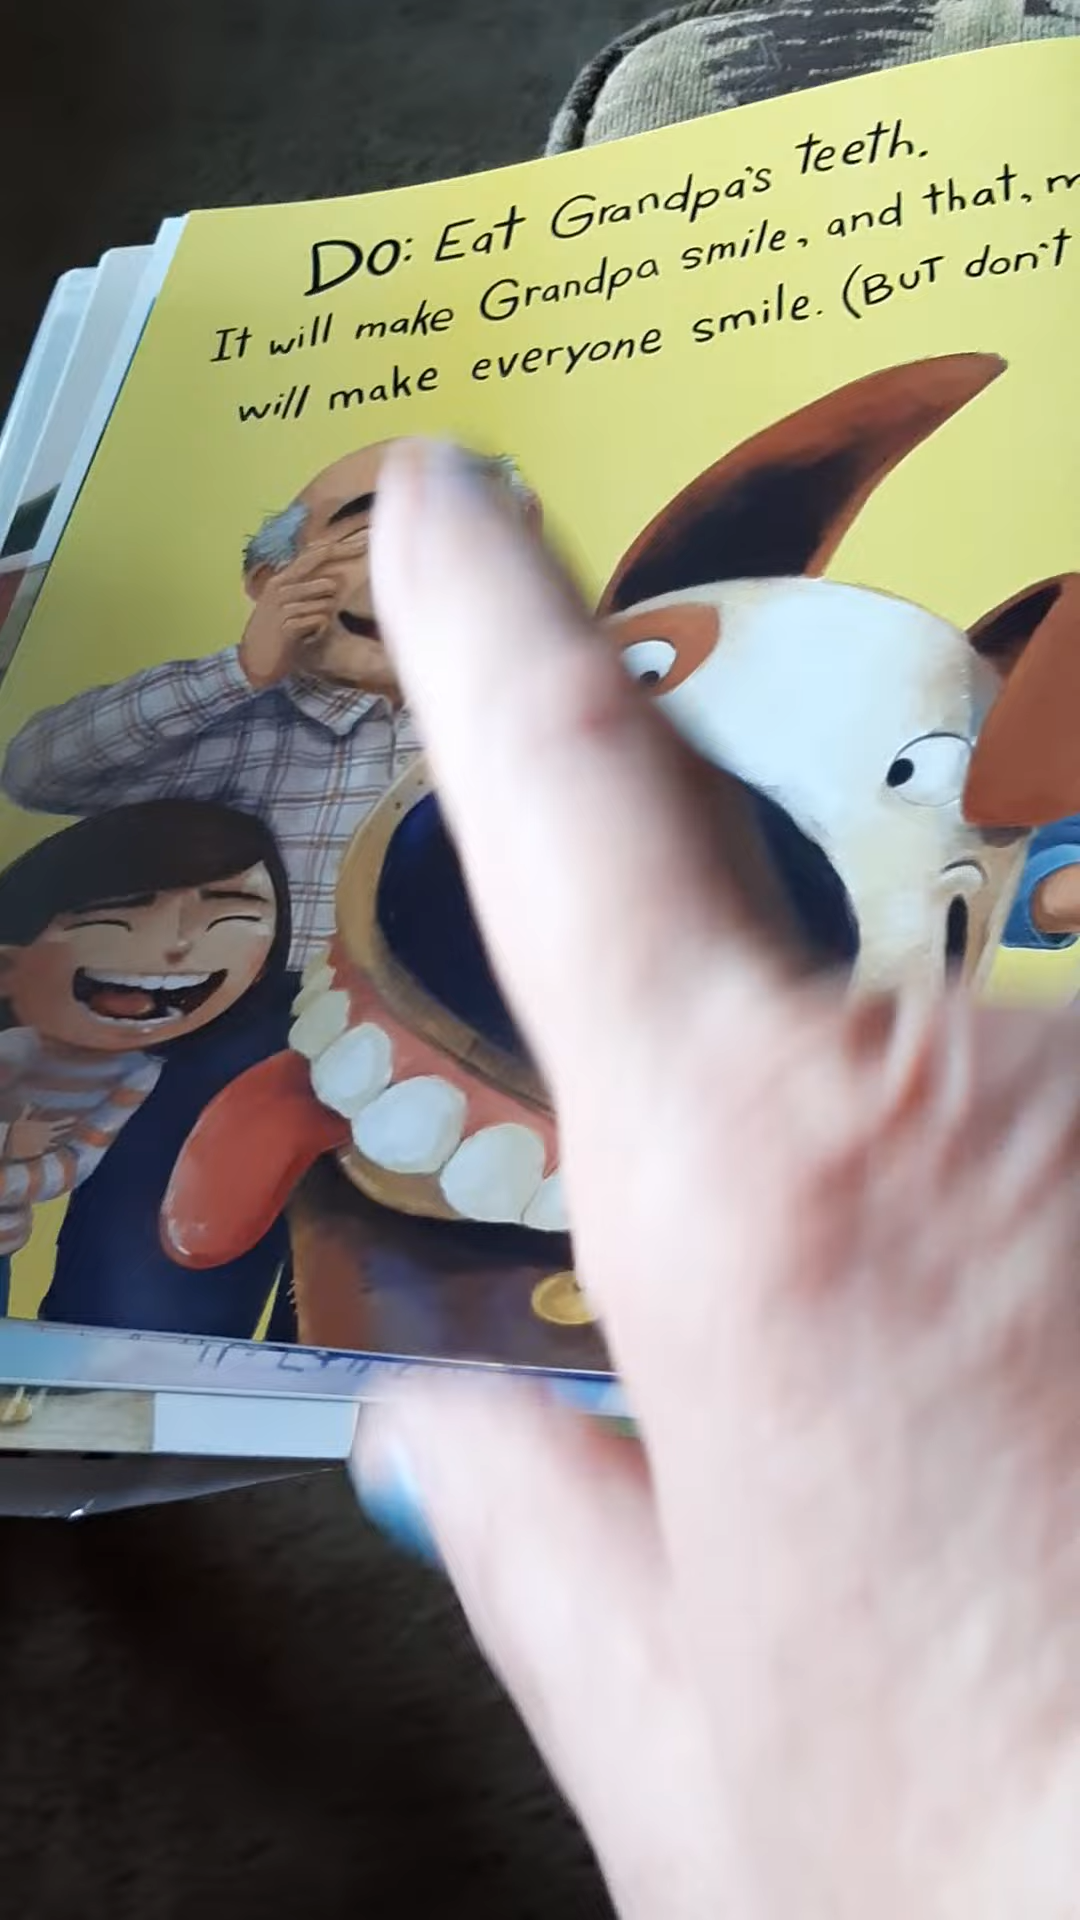 DO: Eat Grandpa's teeth.
It will make Grandpa smile, and that,
will make everyone smile. (BUT don't